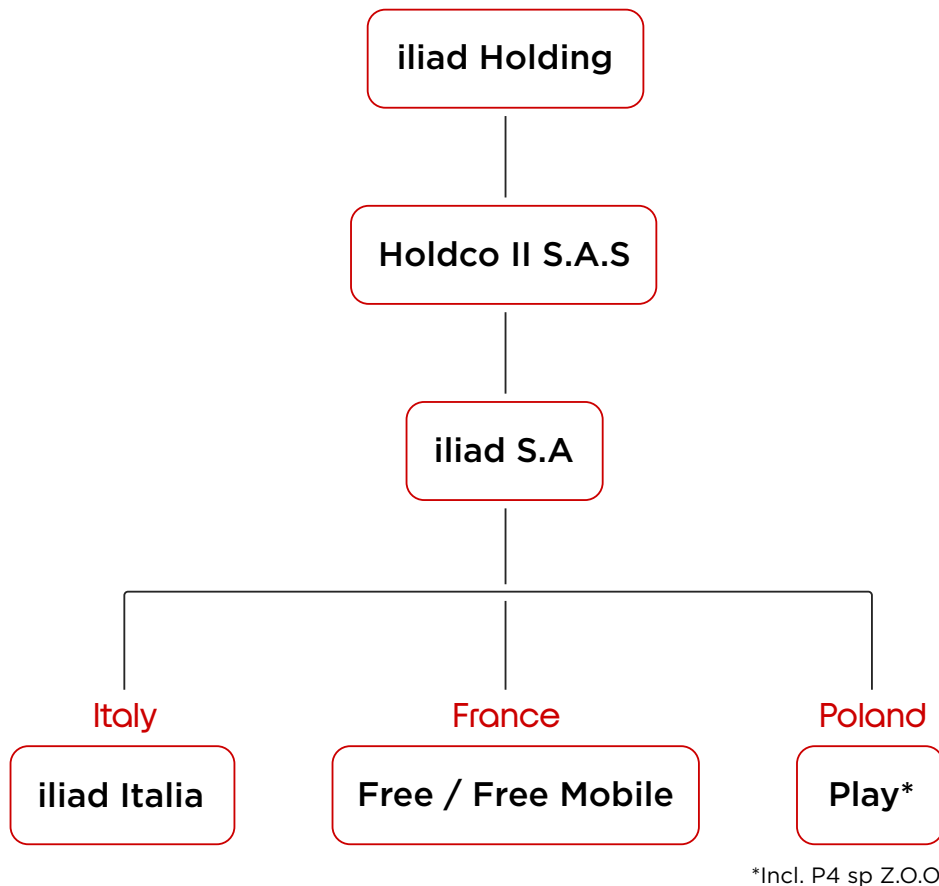 iliad Holding
Holdco II S.A.S
iliad S.A
Italy
France
Poland
iliad Italia
Free / Free Mobile
Play*
*Incl. P4 sp Z.O.O